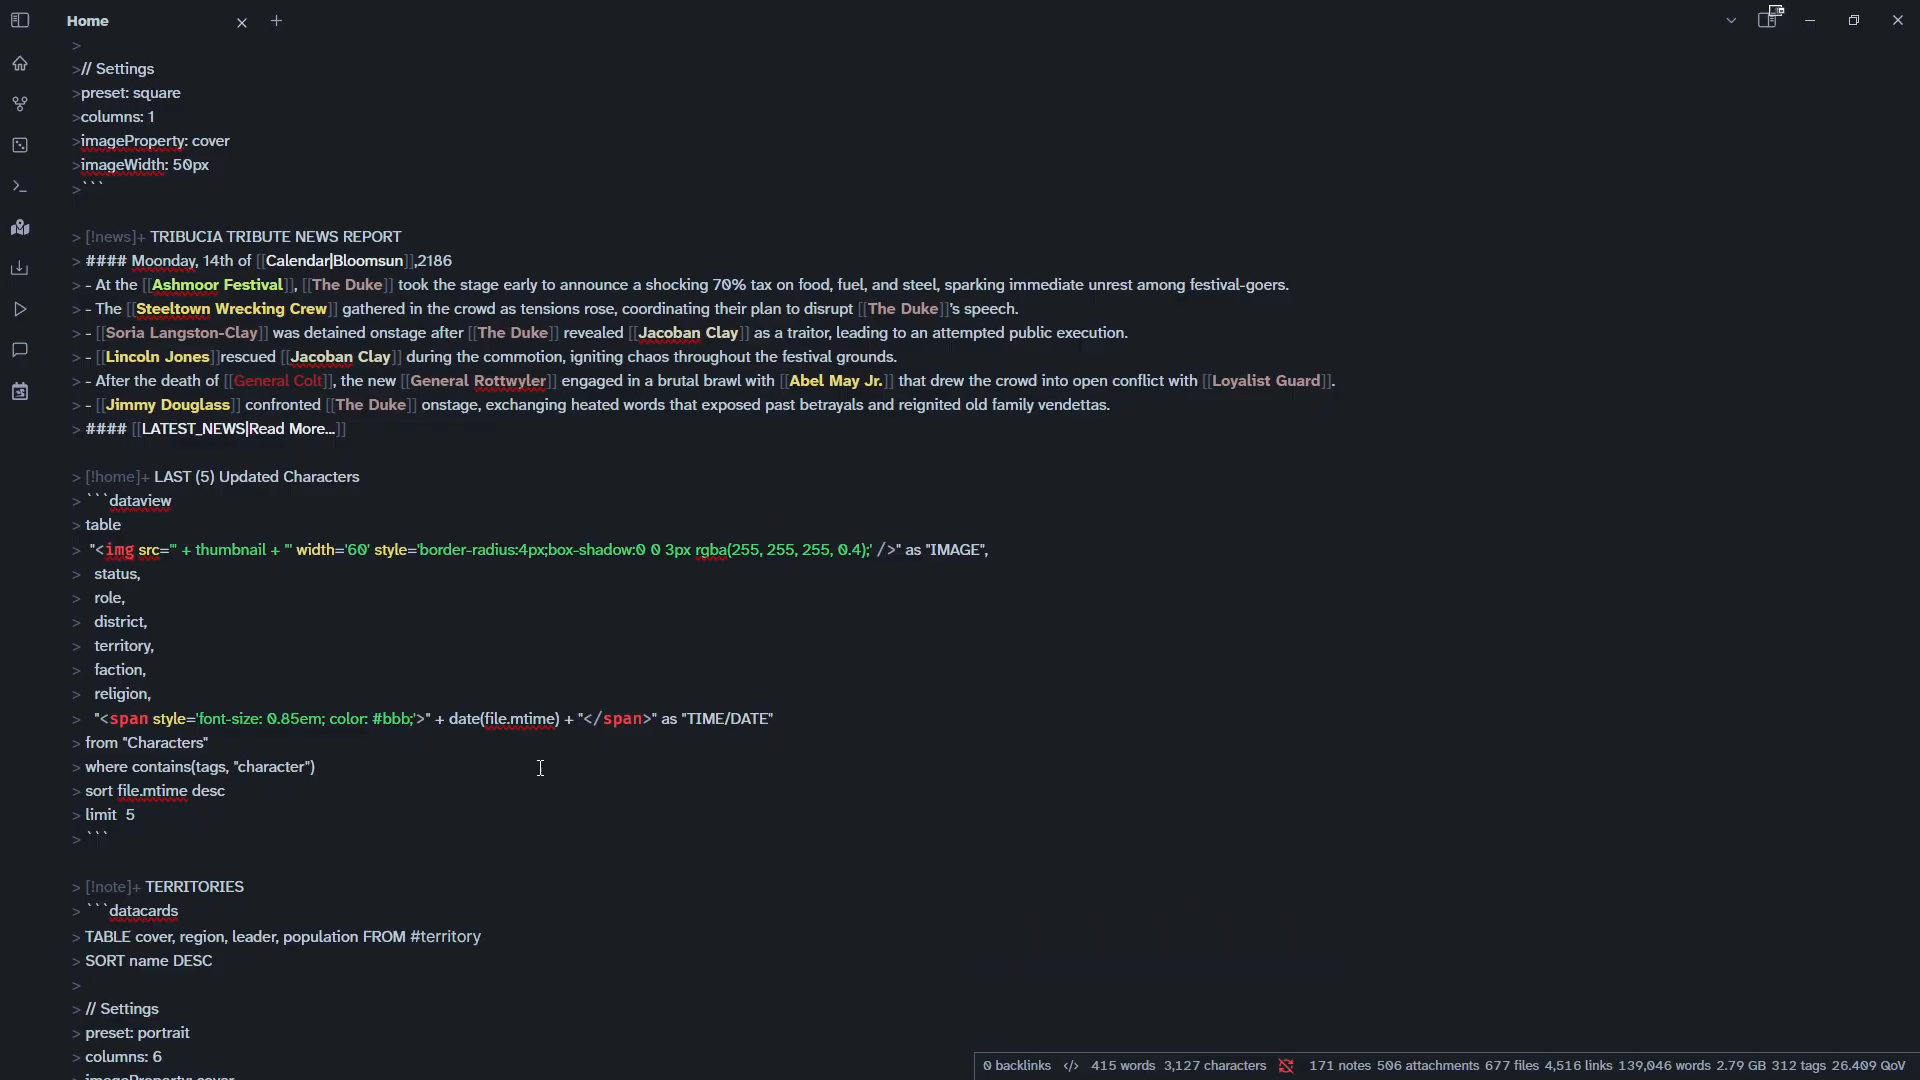 Home
>
>// Settings
>preset: square
>columns: 1
>imageProperty: cover
>imageWidth: 50px
>```
> [!news]+ TRIBUCIA TRIBUTE NEWS REPORT
> #### Moonday, 14th of [[Calendar|Bloomsun]],2186
> - At the [[Ashmoor Festival]], [[The Duke]] took the stage early to announce a shocking 70% tax on food, fuel, and steel, sparking immediate unrest among festival-goers.
> - The [[Steeltown Wrecking Crew]] gathered in the crowd as tensions rose, coordinating their plan to disrupt [[The Duke]]'s speech.
> - [[Soria Langston-Clay]] was detained onstage after [[The Duke]] revealed [[Jacoban Clay]] as a traitor, leading to an attempted public execution.
> - [[Lincoln Jones]]rescued [[Jacoban Clay]] during the commotion, igniting chaos throughout the festival grounds.
> - After the death of [[General Colt]], the new [[General Rottwyler]] engaged in a brutal brawl with [[Abel May Jr.]] that drew the crowd into open conflict with [[Loyalist Guard]].
> - [[Jimmy Douglass]] confronted [[The Duke]] onstage, exchanging heated words that exposed past betrayals and reignited old family vendettas.
> #### [[LATEST_NEWS|Read More...]]
> [!home]+ LAST (5) Updated Characters
> ```dataview
> table
> "<img src='" + thumbnail + "' width='60' style='border-radius:4px;box-shadow:0 0 3px rgba(255, 255, 255, 0.4);' />" as "IMAGE",
> status,
> role,
> district,
> territory,
> faction,
> religion,
> "<span style='font-size: 0.85em; color: #bbb;'>" + date(file.mtime) + "</span>" as "TIME/DATE"
> from "Characters"
> where contains(tags, "character")
> sort file.mtime desc
> limit 5
> ```
> [!note]+ TERRITORIES
> ```datacards
> TABLE cover, region, leader, population FROM #territory
> SORT name DESC
>
> // Settings
> preset: portrait
> columns: 6
> imageProperty: cover
0 backlinks </> 415 words 3,127 characters 171 notes 506 attachments 677 files 4,516 links 139,046 words 2.79 GB 312 tags 26.409 QoV